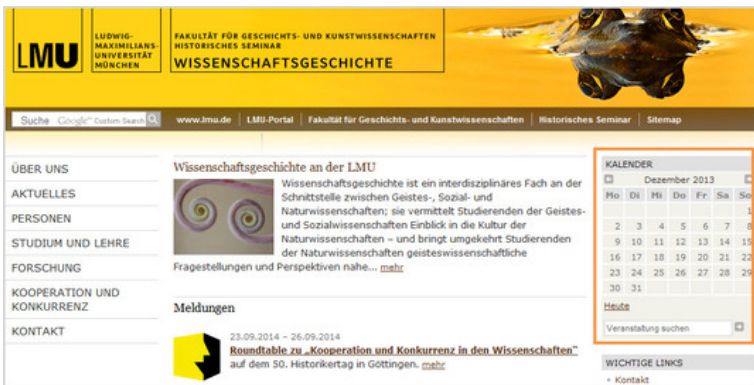 LMU
LUDWIG-
MAXIMILIANS-
UNIVERSITÄT
MÜNCHEN
FAKULTÄT FÜR GESCHICHTS- UND KUNSTWISSENSCHAFTEN
HISTORISCHES SEMINAR
WISSENSCHAFTSGESCHICHTE
Suche Google™ Custom Search
www.lmu.de | LMU-Portal | Fakultät für Geschichts- und Kunstwissenschaften | Historisches Seminar | Sitemap
ÜBER UNS
AKTUELLES
PERSONEN
STUDIUM UND LEHRE
FORSCHUNG
KOOPERATION UND
KONKURRENZ
KONTAKT
Wissenschaftsgeschichte an der LMU
Wissenschaftsgeschichte ist ein interdisziplinäres Fach an der
Schnittstelle zwischen Geistes-, Sozial- und
Naturwissenschaften; sie vermittelt Studierenden der Geistes-
und Sozialwissenschaften Einblick in die Kultur der
Naturwissenschaften – und bringt umgekehrt Studierenden
der Naturwissenschaften geisteswissenschaftliche
Fragestellungen und Perspektiven nahe... mehr
Meldungen
23.09.2014 – 26.09.2014
Roundtable zu „Kooperation und Konkurrenz in den Wissenschaften"
auf dem 50. Historikertag in Göttingen. mehr
KALENDER
Dezember 2013
Mo Di Mi Do Fr Sa So
1
2 3 4 5 6 7 8
9 10 11 12 13 14 15
16 17 18 19 20 21 22
23 24 25 26 27 28 29
30 31
Heute
Veranstaltung suchen
WICHTIGE LINKS
Kontakt